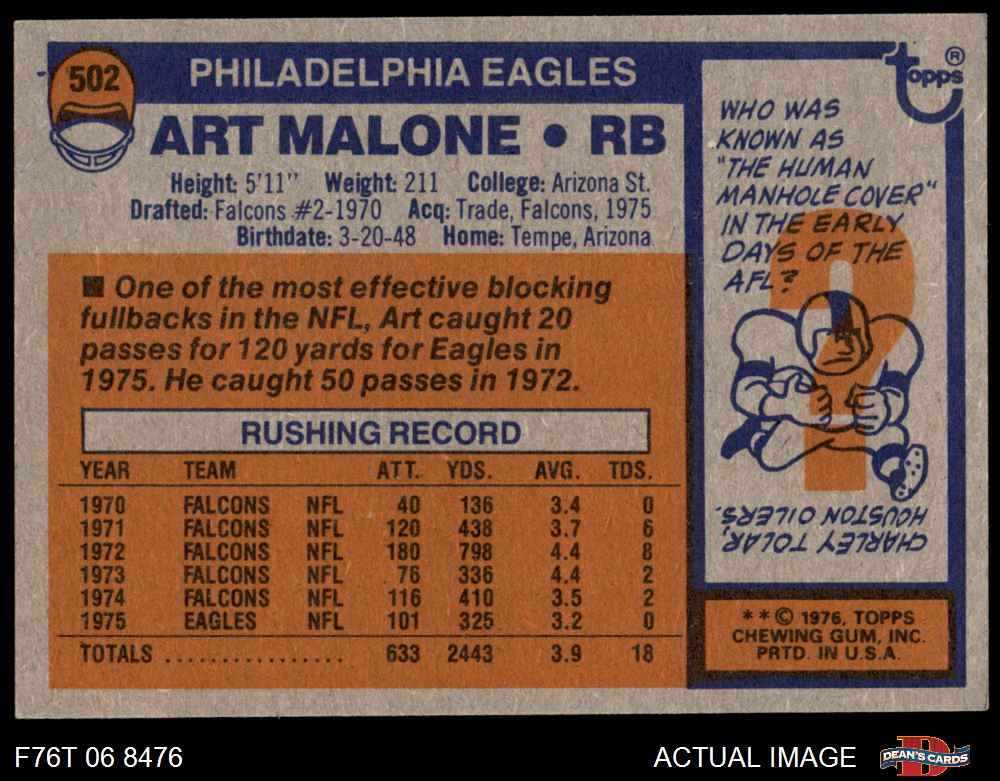 502
PHILADELPHIA EAGLES
ART MALONE • RB
Height: 5'11" Weight: 211 College: Arizona St.
Drafted: Falcons #2-1970 Acq: Trade, Falcons, 1975
Birthdate: 3-20-48 Home: Tempe, Arizona
■ One of the most effective blocking
fullbacks in the NFL, Art caught 20
passes for 120 yards for Eagles in
1975. He caught 50 passes in 1972.
RUSHING RECORD
YEAR TEAM ATT. YDS. AVG. TDS.
1970 FALCONS NFL 40 136 3.4 0
1971 FALCONS NFL 120 438 3.7 6
1972 FALCONS NFL 180 798 4.4 8
1973 FALCONS NFL 76 336 4.4 2
1974 FALCONS NFL 116 410 3.5 2
1975 EAGLES NFL 101 325 3.2 0
TOTALS ................ 633 2443 3.9 18
Topps®
WHO WAS
KNOWN AS
"THE HUMAN
MANHOLE COVER"
IN THE EARLY
DAYS OF THE
AFL?
?
CHARLEY TOLAR,
HOUSTON OILERS.
**© 1976, TOPPS
CHEWING GUM, INC.
PRTD. IN U.S.A.
F76T 06 8476
ACTUAL IMAGE
D
DEAN'S CARDS